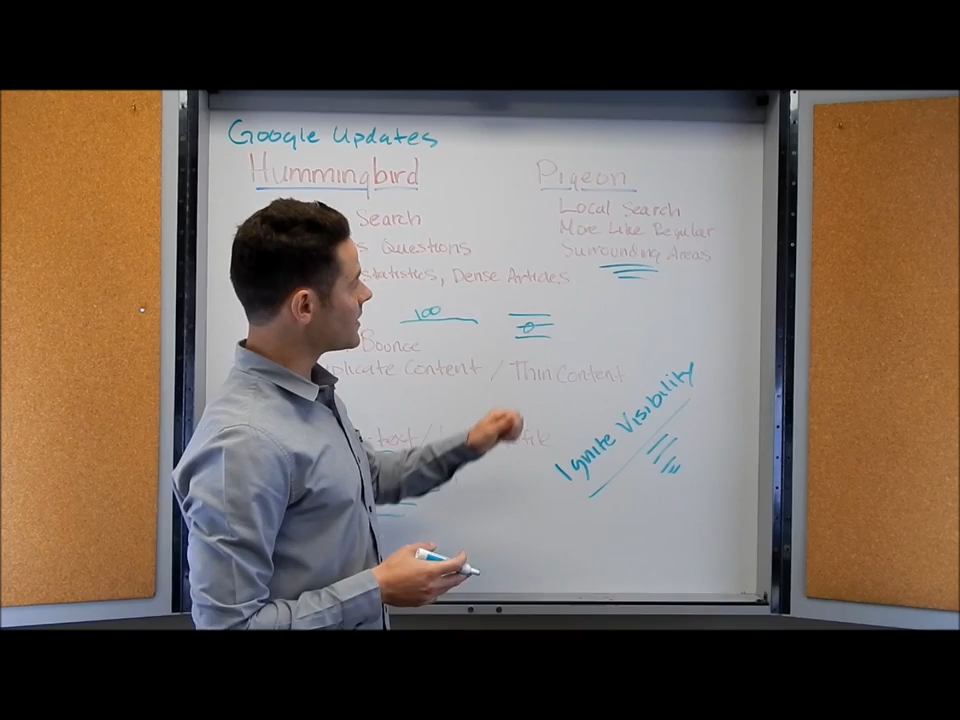 Google Updates
Hummingbird
Search
Questions
statistics, Dense Articles
100
Bounce
Duplicate Content / Thin Content
Pigeon
Local Search
More Like Regular
Surrounding Areas
Ignite Visibility